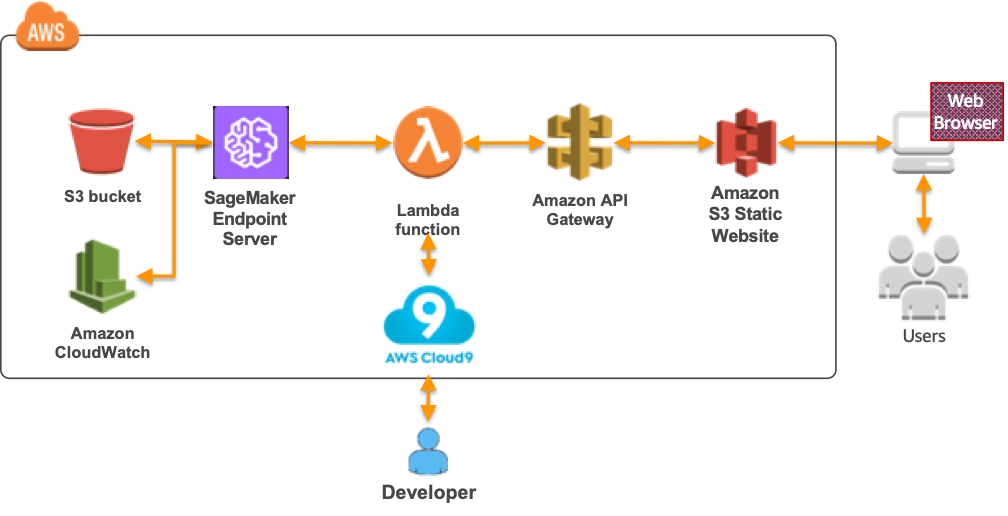 AWS
Web
Browser
S3 bucket
SageMaker
Endpoint
Server
Lambda
function
Amazon API
Gateway
Amazon
S3 Static
Website
Amazon
CloudWatch
9
AWS Cloud9
Users
Developer